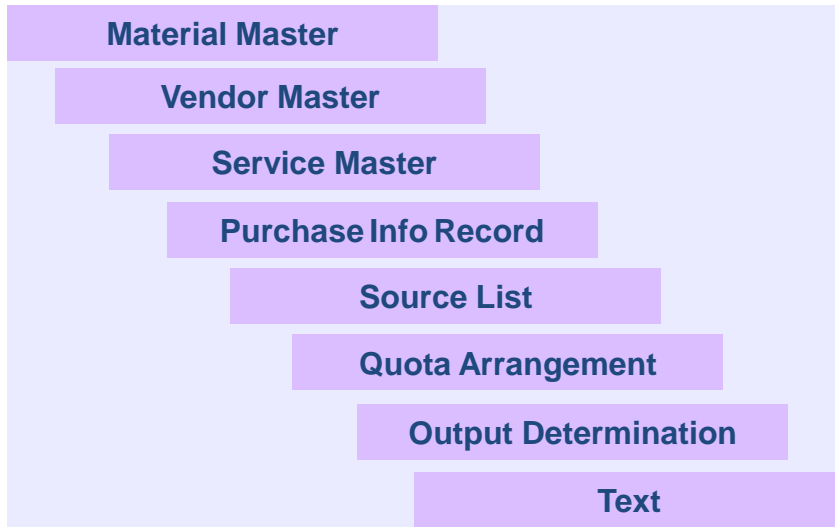 Material Master
Vendor Master
Service Master
Purchase Info Record
Source List
Quota Arrangement
Output Determination
Text